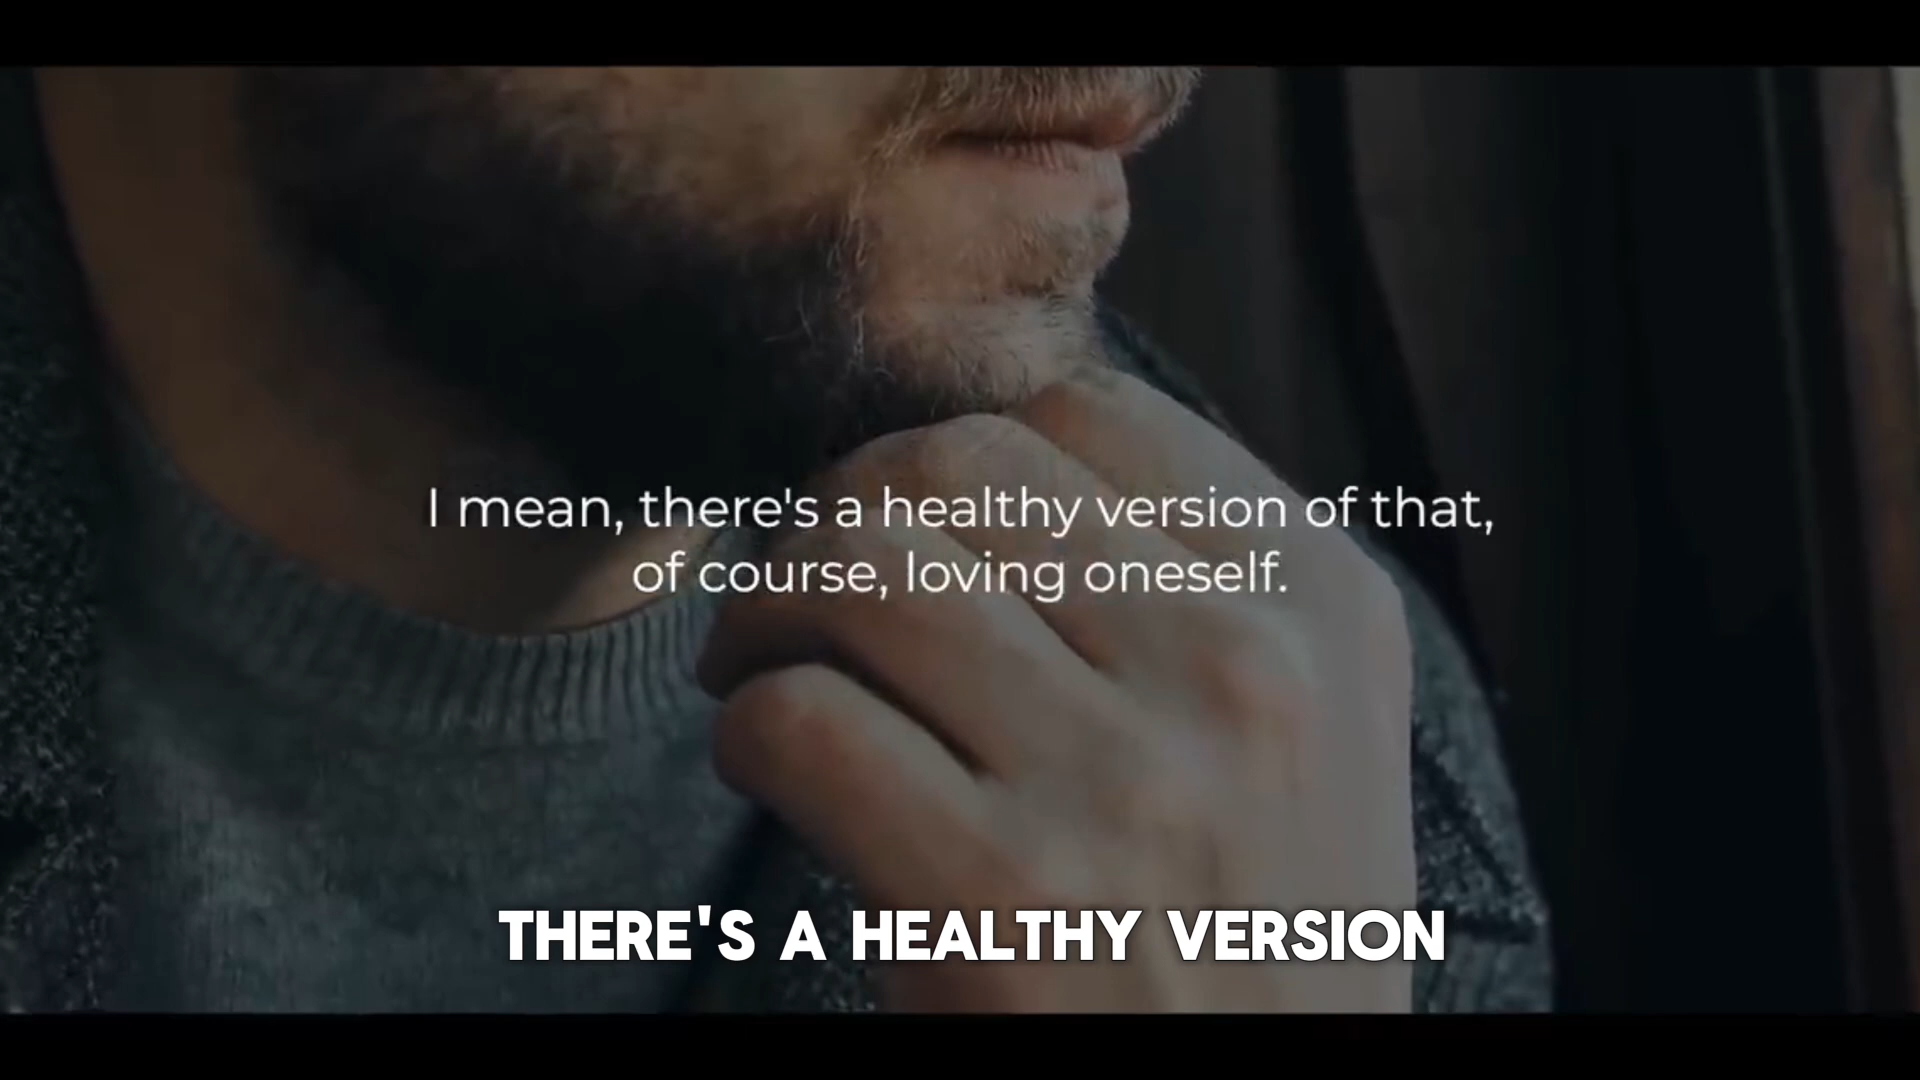 I mean, there's a healthy version of that,
of course, loving oneself.
THERE'S A HEALTHY VERSION